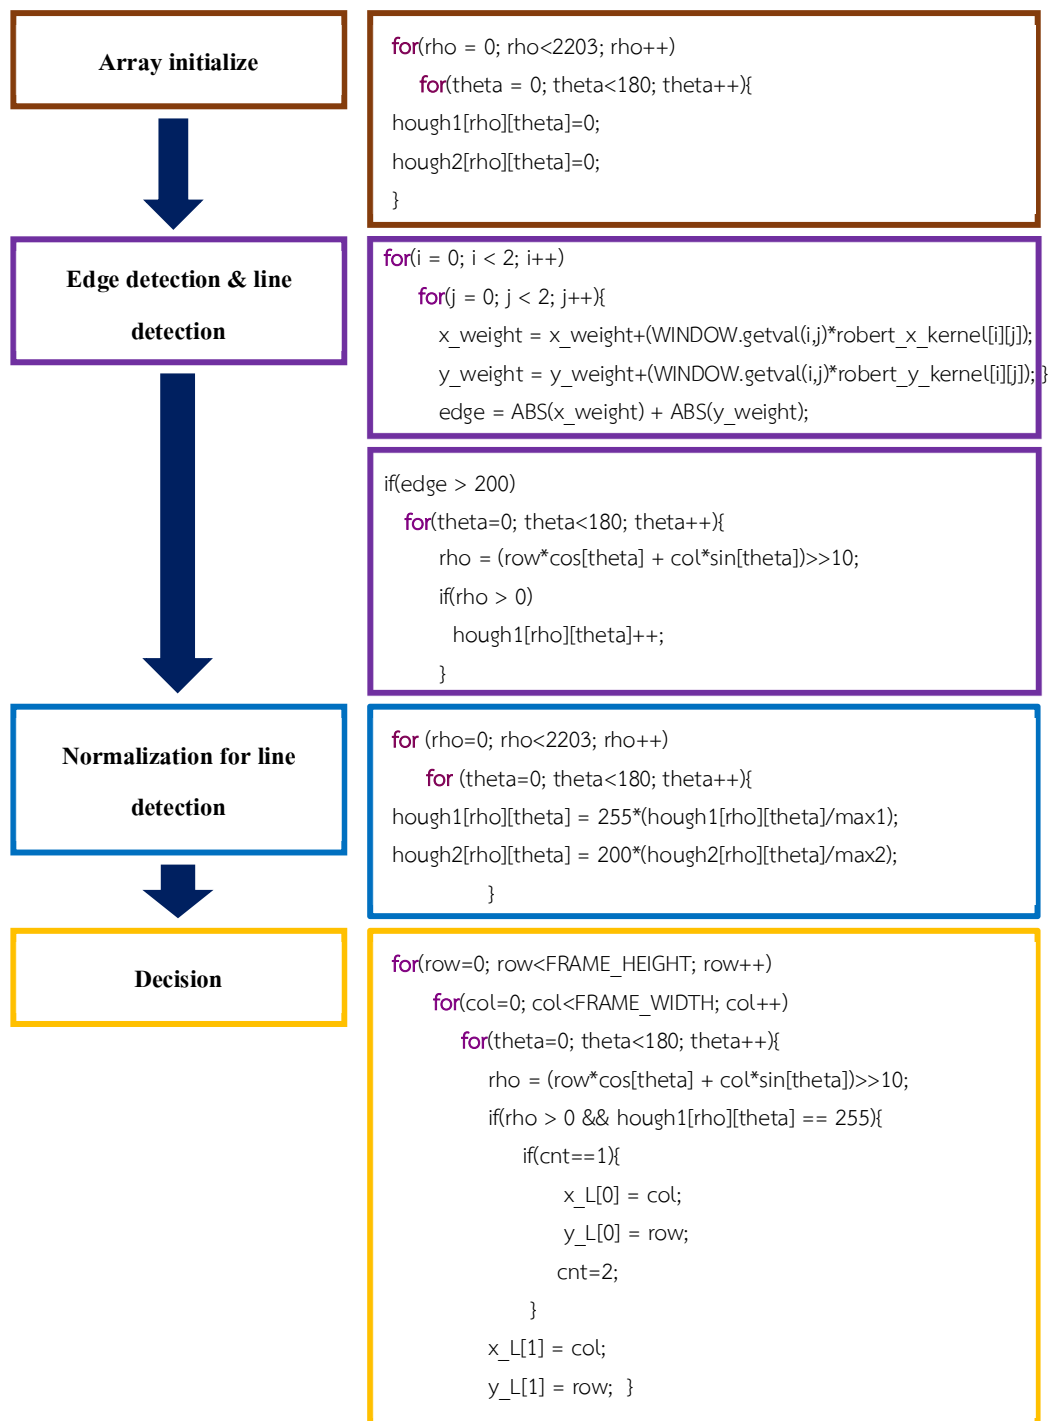 Array initialize
for(rho = 0; rho<2203; rho++)
for(theta = 0; theta<180; theta++){
hough1[rho][theta]=0;
hough2[rho][theta]=0;
}
Edge detection & line
detection
for(i = 0; i < 2; i++)
for(j = 0; j < 2; j++){
x_weight = x_weight+(WINDOW.getval(i,j)*robert_x_kernel[i][j]);
y_weight = y_weight+(WINDOW.getval(i,j)*robert_y_kernel[i][j]); }
edge = ABS(x_weight) + ABS(y_weight);
if(edge > 200)
for(theta=0; theta<180; theta++){
rho = (row*cos[theta] + col*sin[theta])>>10;
if(rho > 0)
hough1[rho][theta]++;
}
Normalization for line
detection
for (rho=0; rho<2203; rho++)
for (theta=0; theta<180; theta++){
hough1[rho][theta] = 255*(hough1[rho][theta]/max1);
hough2[rho][theta] = 200*(hough2[rho][theta]/max2);
}
Decision
for(row=0; row<FRAME_HEIGHT; row++)
for(col=0; col<FRAME_WIDTH; col++)
for(theta=0; theta<180; theta++){
rho = (row*cos[theta] + col*sin[theta])>>10;
if(rho > 0 && hough1[rho][theta] == 255){
if(cnt==1){
x_L[0] = col;
y_L[0] = row;
cnt=2;
}
x_L[1] = col;
y_L[1] = row; }